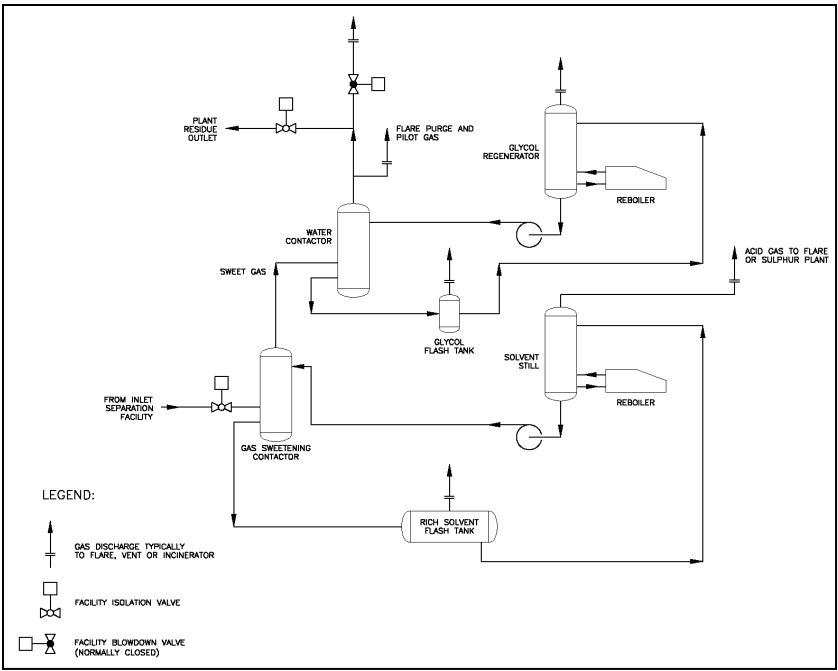 PLANT
RESIDUE
OUTLET
FLARE PURGE AND
PILOT GAS
GLYCOL
REGENERATOR
REBOILER
WATER
CONTACTOR
SWEET GAS
ACID GAS TO FLARE
OR SULPHUR PLANT
GLYCOL
FLASH TANK
SOLVENT
STILL
REBOILER
FROM INLET
SEPARATION
FACILITY
GAS SWEETENING
CONTACTOR
RICH SOLVENT
FLASH TANK
LEGEND:
GAS DISCHARGE TYPICALLY
TO FLARE, VENT OR INCINERATOR
FACILITY ISOLATION VALVE
FACILITY BLOWDOWN VALVE
(NORMALLY CLOSED)